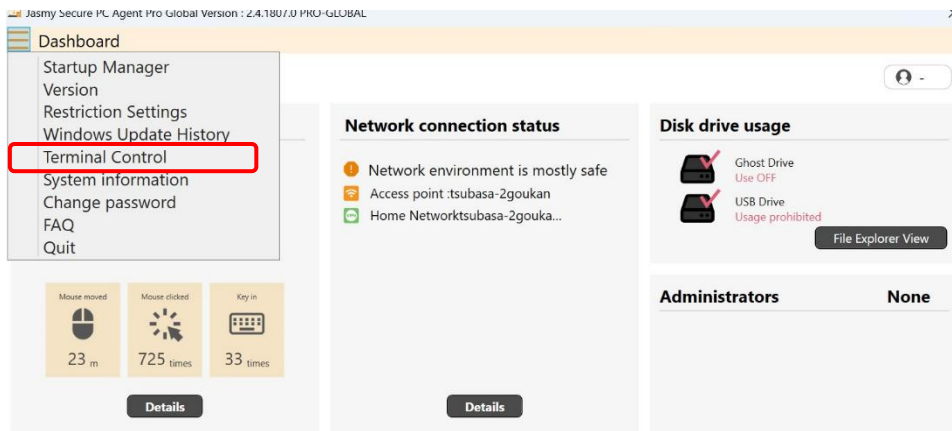 Jasmy Secure PC Agent Pro Global Version : 2.4.1807.0 PRO-GLOBAL
Dashboard
Startup Manager
Version
Restriction Settings
Windows Update History
Terminal Control
System information
Change password
FAQ
Quit
-
Network connection status
Network environment is mostly safe
Access point :tsubasa-2goukan
Home Networktsubasa-2gouka...
Disk drive usage
Ghost Drive
Use OFF
USB Drive
Usage prohibited
File Explorer View
Mouse moved
23 m
Mouse clicked
725 times
Key in
33 times
Details
Details
Administrators None